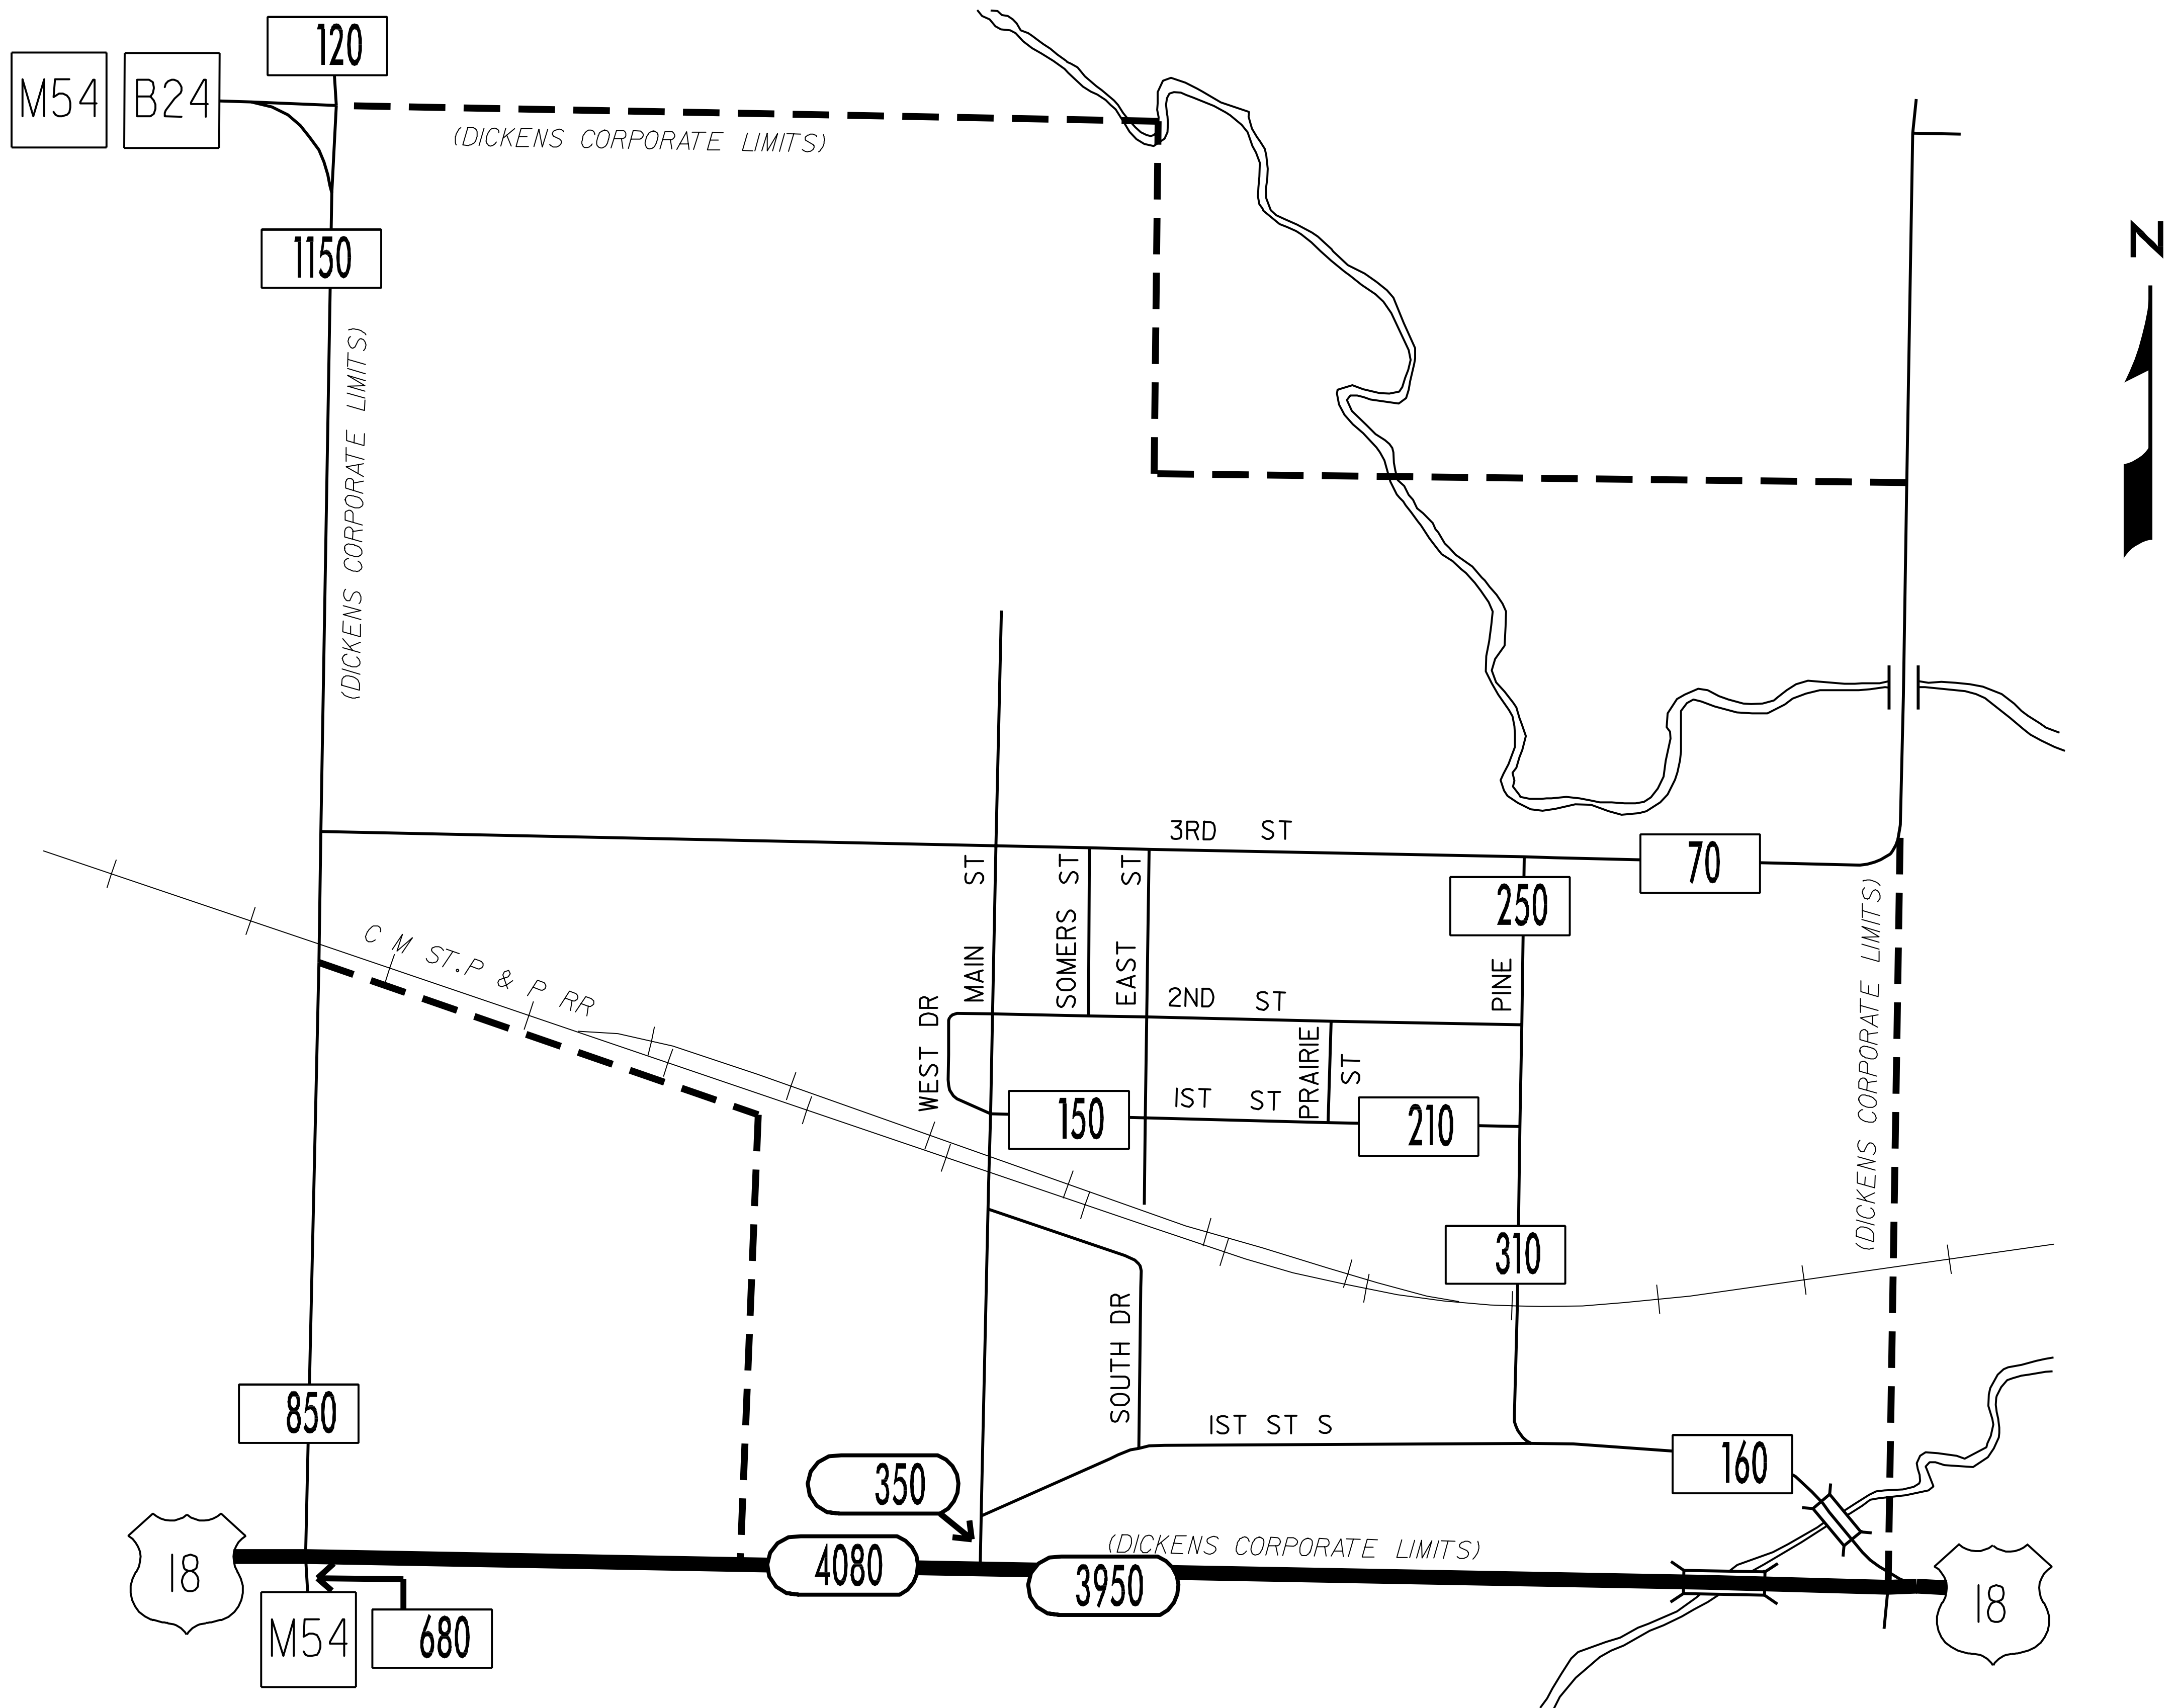 120
M54
B24
(DICKENS CORPORATE LIMITS)
N
1150
(DICKENS CORPORATE LIMITS)
3RD ST
70
MAIN ST
SOMERS ST
EAST ST
250
(DICKENS CORPORATE LIMITS)
C M ST.P & P RR
PINE
2ND ST
WEST DR
PRAIRIE ST
150
1ST ST
210
310
SOUTH DR
850
1ST ST S
160
350
(DICKENS CORPORATE LIMITS)
18
4080
3950
18
M54
680